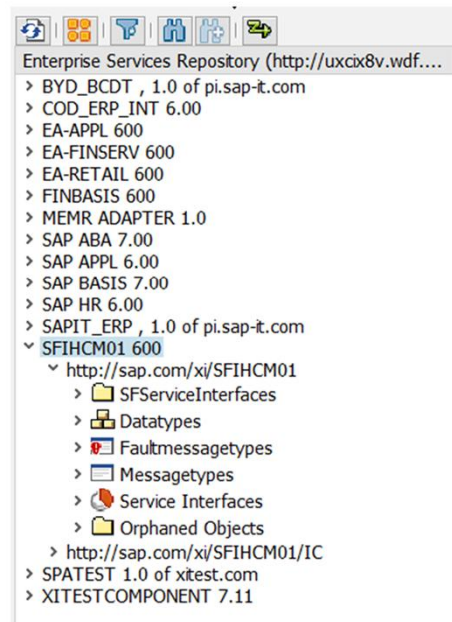 Enterprise Services Repository (http://uxcix8v.wdf....
BYD_BCDT , 1.0 of pi.sap-it.com
COD_ERP_INT 6.00
EA-APPL 600
EA-FINSERV 600
EA-RETAIL 600
FINBASIS 600
MEMR ADAPTER 1.0
SAP ABA 7.00
SAP APPL 6.00
SAP BASIS 7.00
SAP HR 6.00
SAPIT_ERP , 1.0 of pi.sap-it.com
SFIHCM01 600
http://sap.com/xi/SFIHCM01
SFServiceInterfaces
Datatypes
Faultmessagetypes
Messagetypes
Service Interfaces
Orphaned Objects
http://sap.com/xi/SFIHCM01/IC
SPATEST 1.0 of xitest.com
XITESTCOMPONENT 7.11